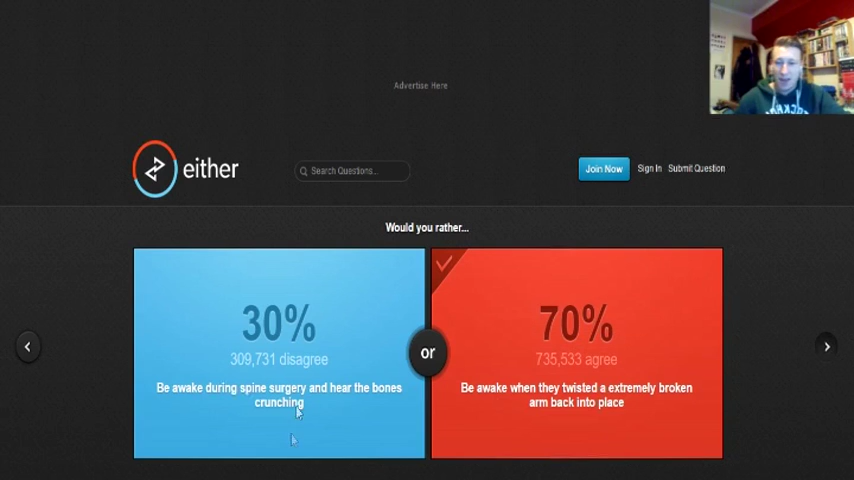 Advertise Here
either
Search Questions...
Join Now
Sign In
Submit Question
Would you rather...
30%
309,731 disagree
Be awake during spine surgery and hear the bones
crunching
or
70%
735,533 agree
Be awake when they twisted a extremely broken
arm back into place